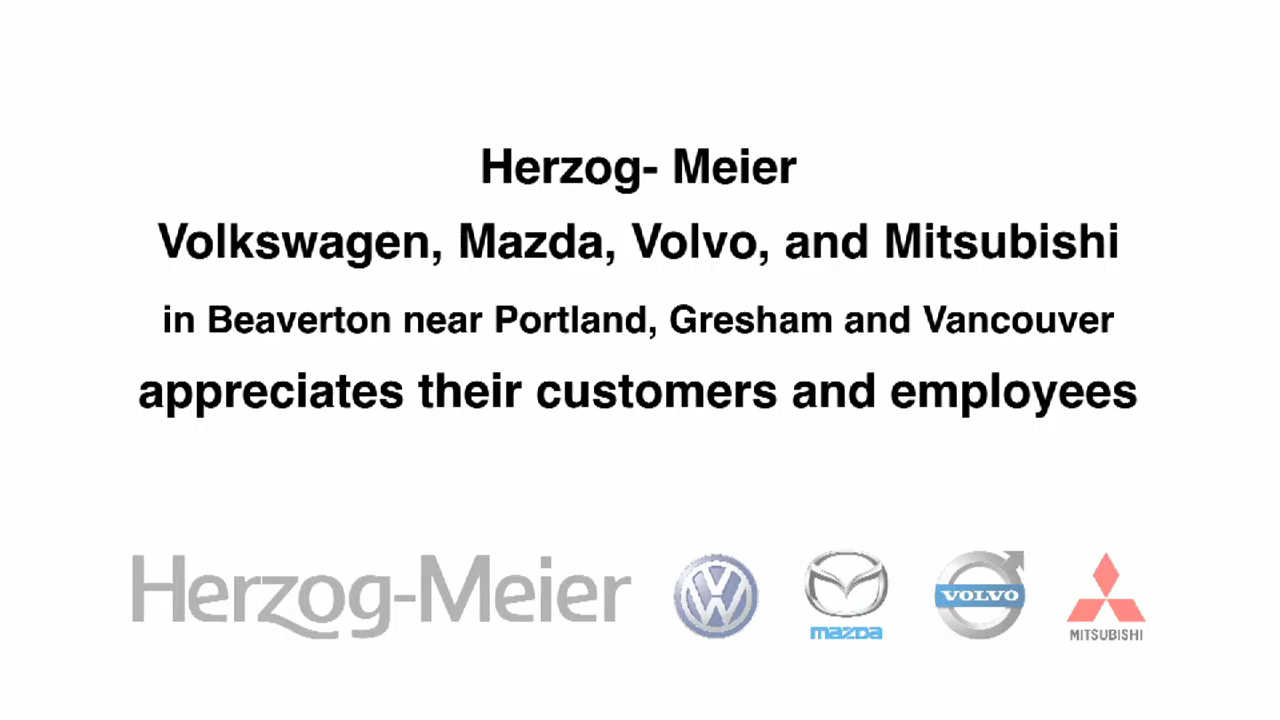 Herzog- Meier
Volkswagen, Mazda, Volvo, and Mitsubishi
in Beaverton near Portland, Gresham and Vancouver
appreciates their customers and employees
Herzog-Meier
VW
mazda
VOLVO
MITSUBISHI